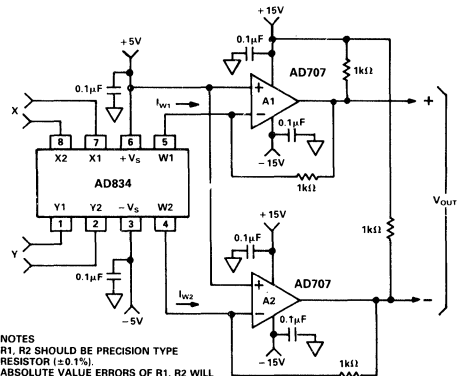 +15V
+5V
0.1µF
AD707
1kΩ
0.1µF
X
IW1
A1
0.1µF
+
8 7 6 5
X2 X1 +VS W1
-15V
1kΩ
AD834
VOUT
Y1 Y2 -VS W2
+15V
1kΩ
1 2 3 4
0.1µF
Y
AD707
0.1µF
IW2
A2
-
0.1µF
-5V
-15V
1kΩ
NOTES
R1, R2 SHOULD BE PRECISION TYPE
RESISTOR (±0.1%).
ABSOLUTE VALUE ERRORS OF R1, R2 WILL